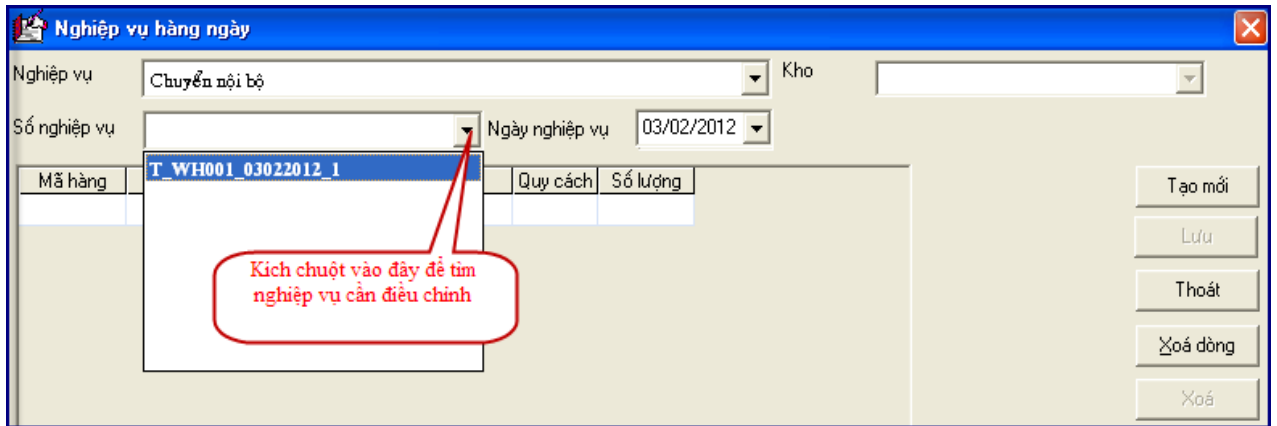 Nghiệp vụ hàng ngày
Nghiệp vụ
Chuyển nội bộ
Kho
Số nghiệp vụ
Ngày nghiệp vụ
03/02/2012
T_WH001_03022012_1
Mã hàng
Quy cách
Số lượng
Kích chuột vào đây để tìm
nghiệp vụ cần điều chỉnh
Tạo mới
Lưu
Thoát
Xoá dòng
Xoá